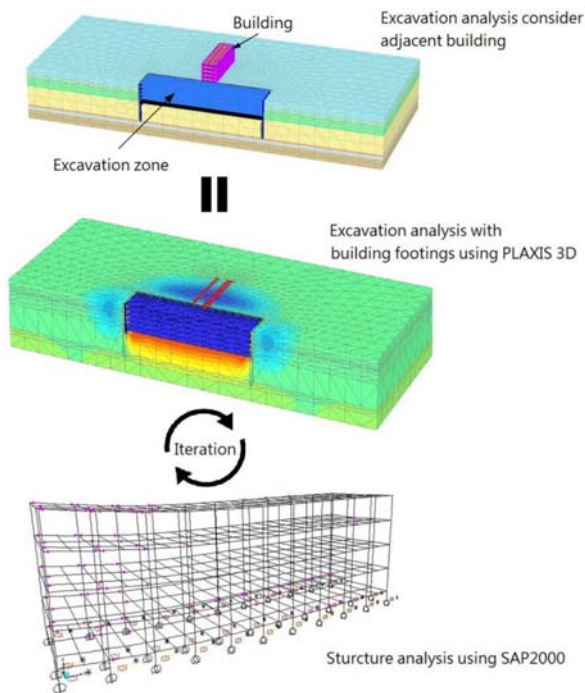 Building
Excavation analysis consider
adjacent building
Excavation zone
Excavation analysis with
building footings using PLAXIS 3D
Iteration
Sturcture analysis using SAP2000